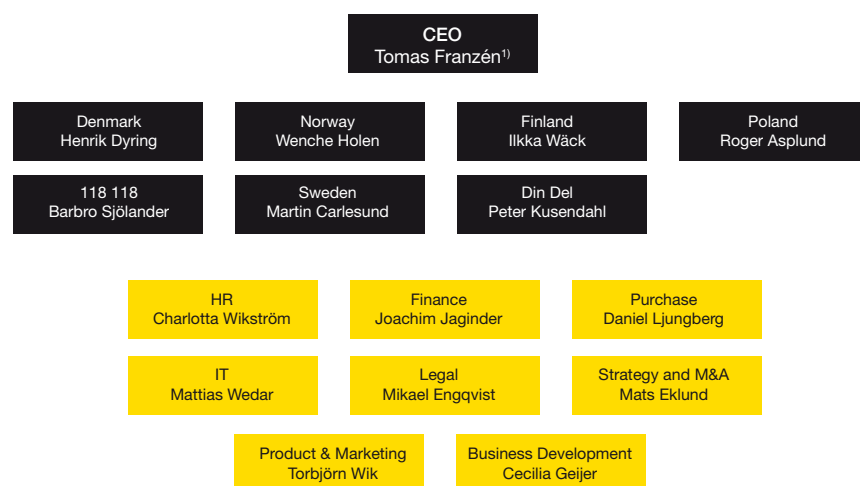 CEO
Tomas Franzén1)
Denmark
Henrik Dyring
Norway
Wenche Holen
Finland
Ilkka Wäck
Poland
Roger Asplund
118 118
Barbro Sjölander
Sweden
Martin Carlesund
Din Del
Peter Kusendahl
HR
Charlotta Wikström
Finance
Joachim Jaginder
Purchase
Daniel Ljungberg
IT
Mattias Wedar
Legal
Mikael Engqvist
Strategy and M&A
Mats Eklund
Product & Marketing
Torbjörn Wik
Business Development
Cecilia Geijer